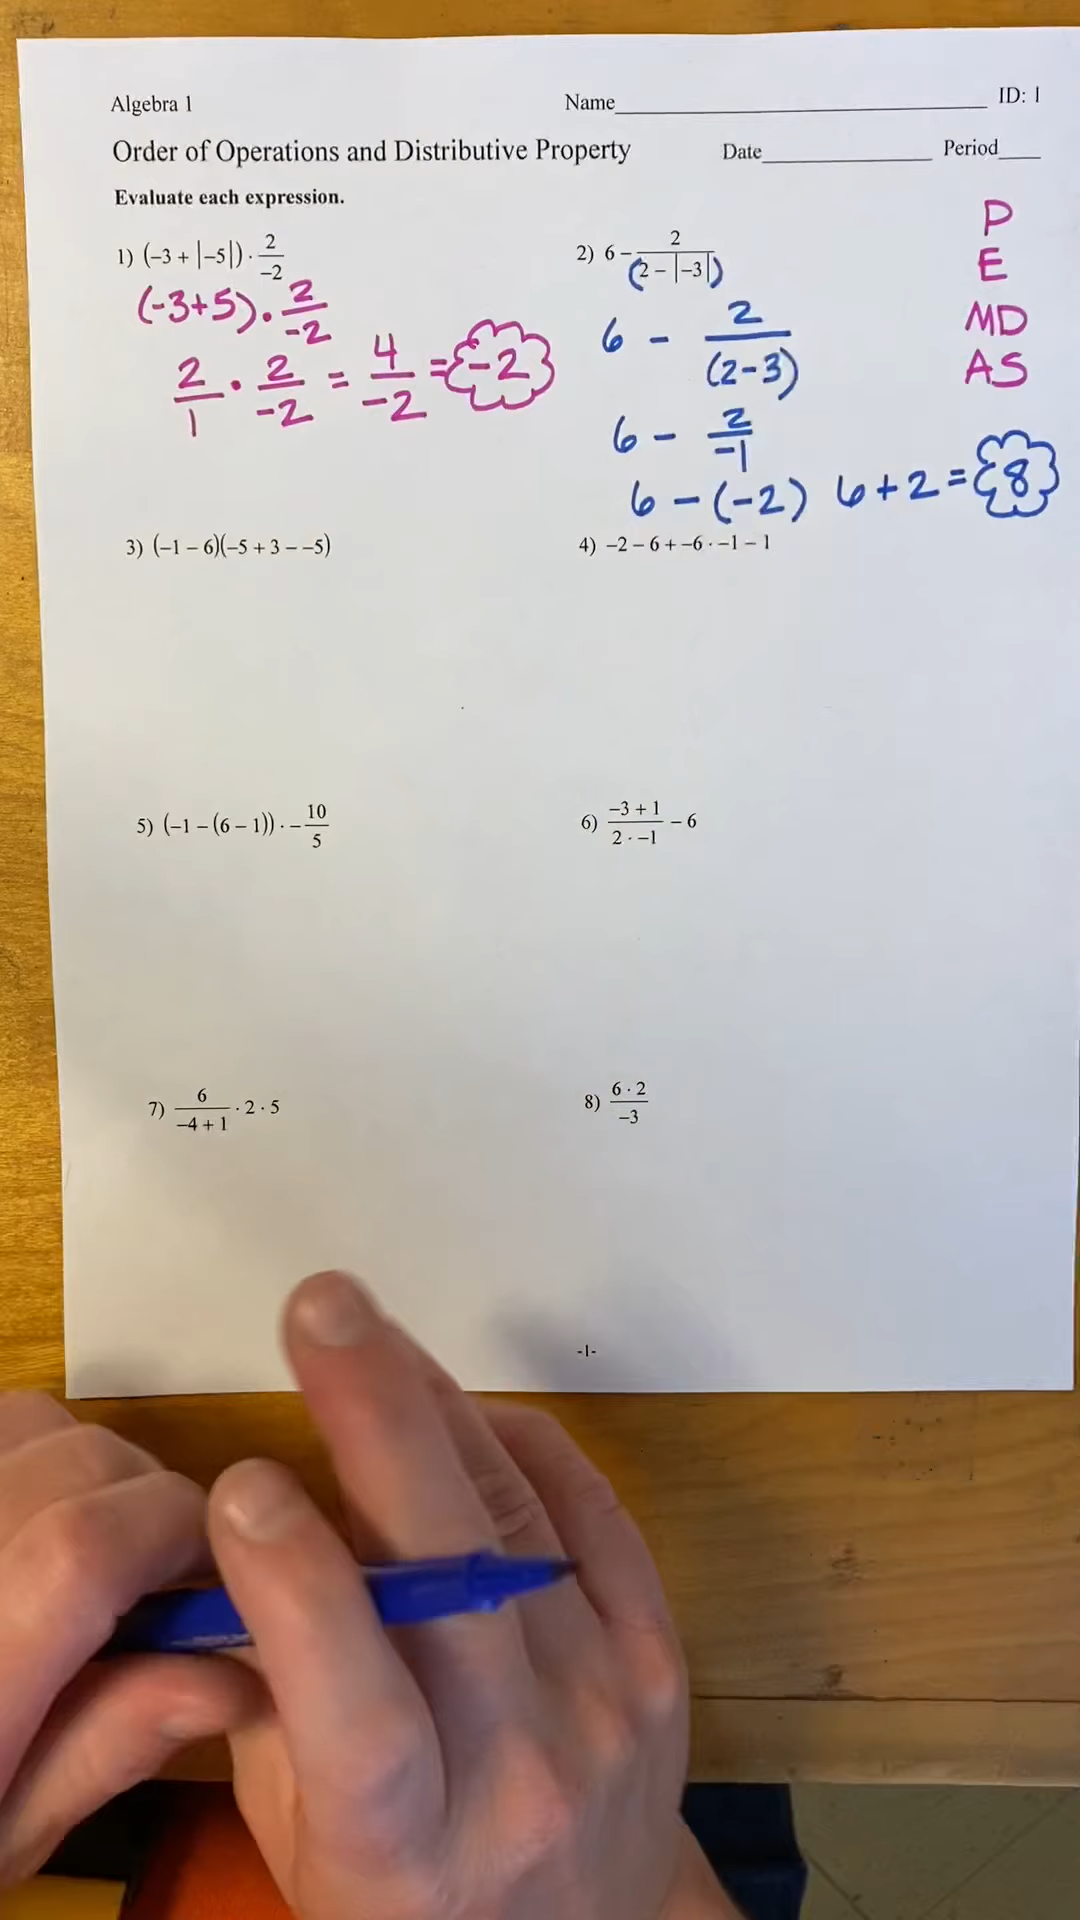 Algebra 1
Name____________________ ID: 1
Order of Operations and Distributive Property
Date____________ Period____
Evaluate each expression.
1) (−3 + |−5|) · 2/−2
(-3+5) · 2/-2
2/1 · 2/-2 = 4/-2 = -2
2) 6 − 2/(2 − |−3|)
6 - 2/(2-3)
6 - 2/-1
6 - (-2) 6+2=8
P
E
MD
AS
3) (−1 − 6)(−5 + 3 − −5)
4) −2 − 6 + −6 · −1 − 1
5) (−1 − (6 − 1)) · −10/5
6) −3 + 1/2 · −1 − 6
7) 6/−4 + 1 · 2 · 5
8) 6 · 2/−3
-1-